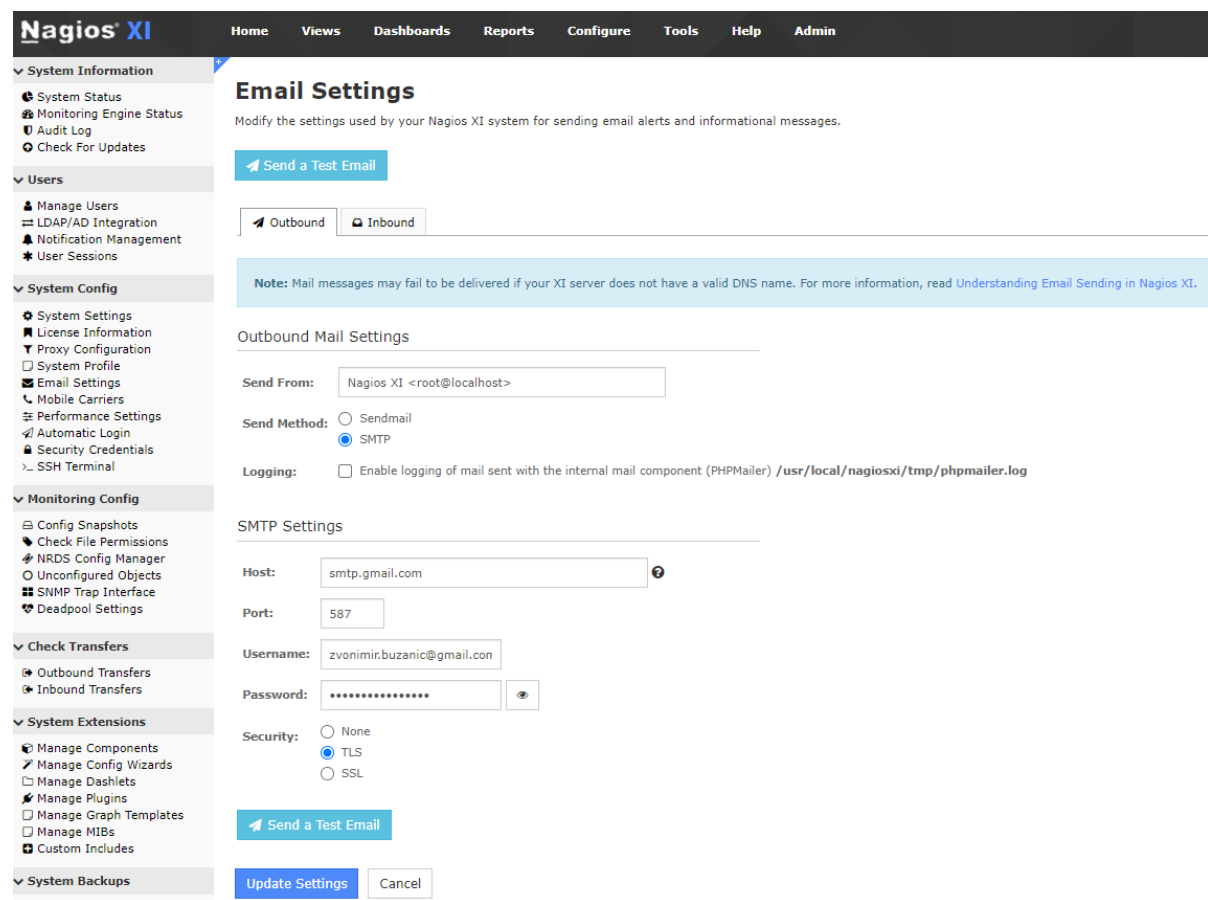 Nagios® XI
Home Views Dashboards Reports Configure Tools Help Admin
System Information
System Status
Monitoring Engine Status
Audit Log
Check For Updates
Users
Manage Users
LDAP/AD Integration
Notification Management
User Sessions
System Config
System Settings
License Information
Proxy Configuration
System Profile
Email Settings
Mobile Carriers
Performance Settings
Automatic Login
Security Credentials
SSH Terminal
Monitoring Config
Config Snapshots
Check File Permissions
NRDS Config Manager
Unconfigured Objects
SNMP Trap Interface
Deadpool Settings
Check Transfers
Outbound Transfers
Inbound Transfers
System Extensions
Manage Components
Manage Config Wizards
Manage Dashlets
Manage Plugins
Manage Graph Templates
Manage MIBs
Custom Includes
System Backups
Email Settings
Modify the settings used by your Nagios XI system for sending email alerts and informational messages.
Send a Test Email
Outbound Inbound
Note: Mail messages may fail to be delivered if your XI server does not have a valid DNS name. For more information, read Understanding Email Sending in Nagios XI.
Outbound Mail Settings
Send From: Nagios XI <root@localhost>
Send Method: Sendmail
SMTP
Logging: Enable logging of mail sent with the internal mail component (PHPMailer) /usr/local/nagiosxi/tmp/phpmailer.log
SMTP Settings
Host: smtp.gmail.com
Port: 587
Username: zvonimir.buzanic@gmail.com
Password: ••••••••••••••••
Security: None
TLS
SSL
Send a Test Email
Update Settings Cancel